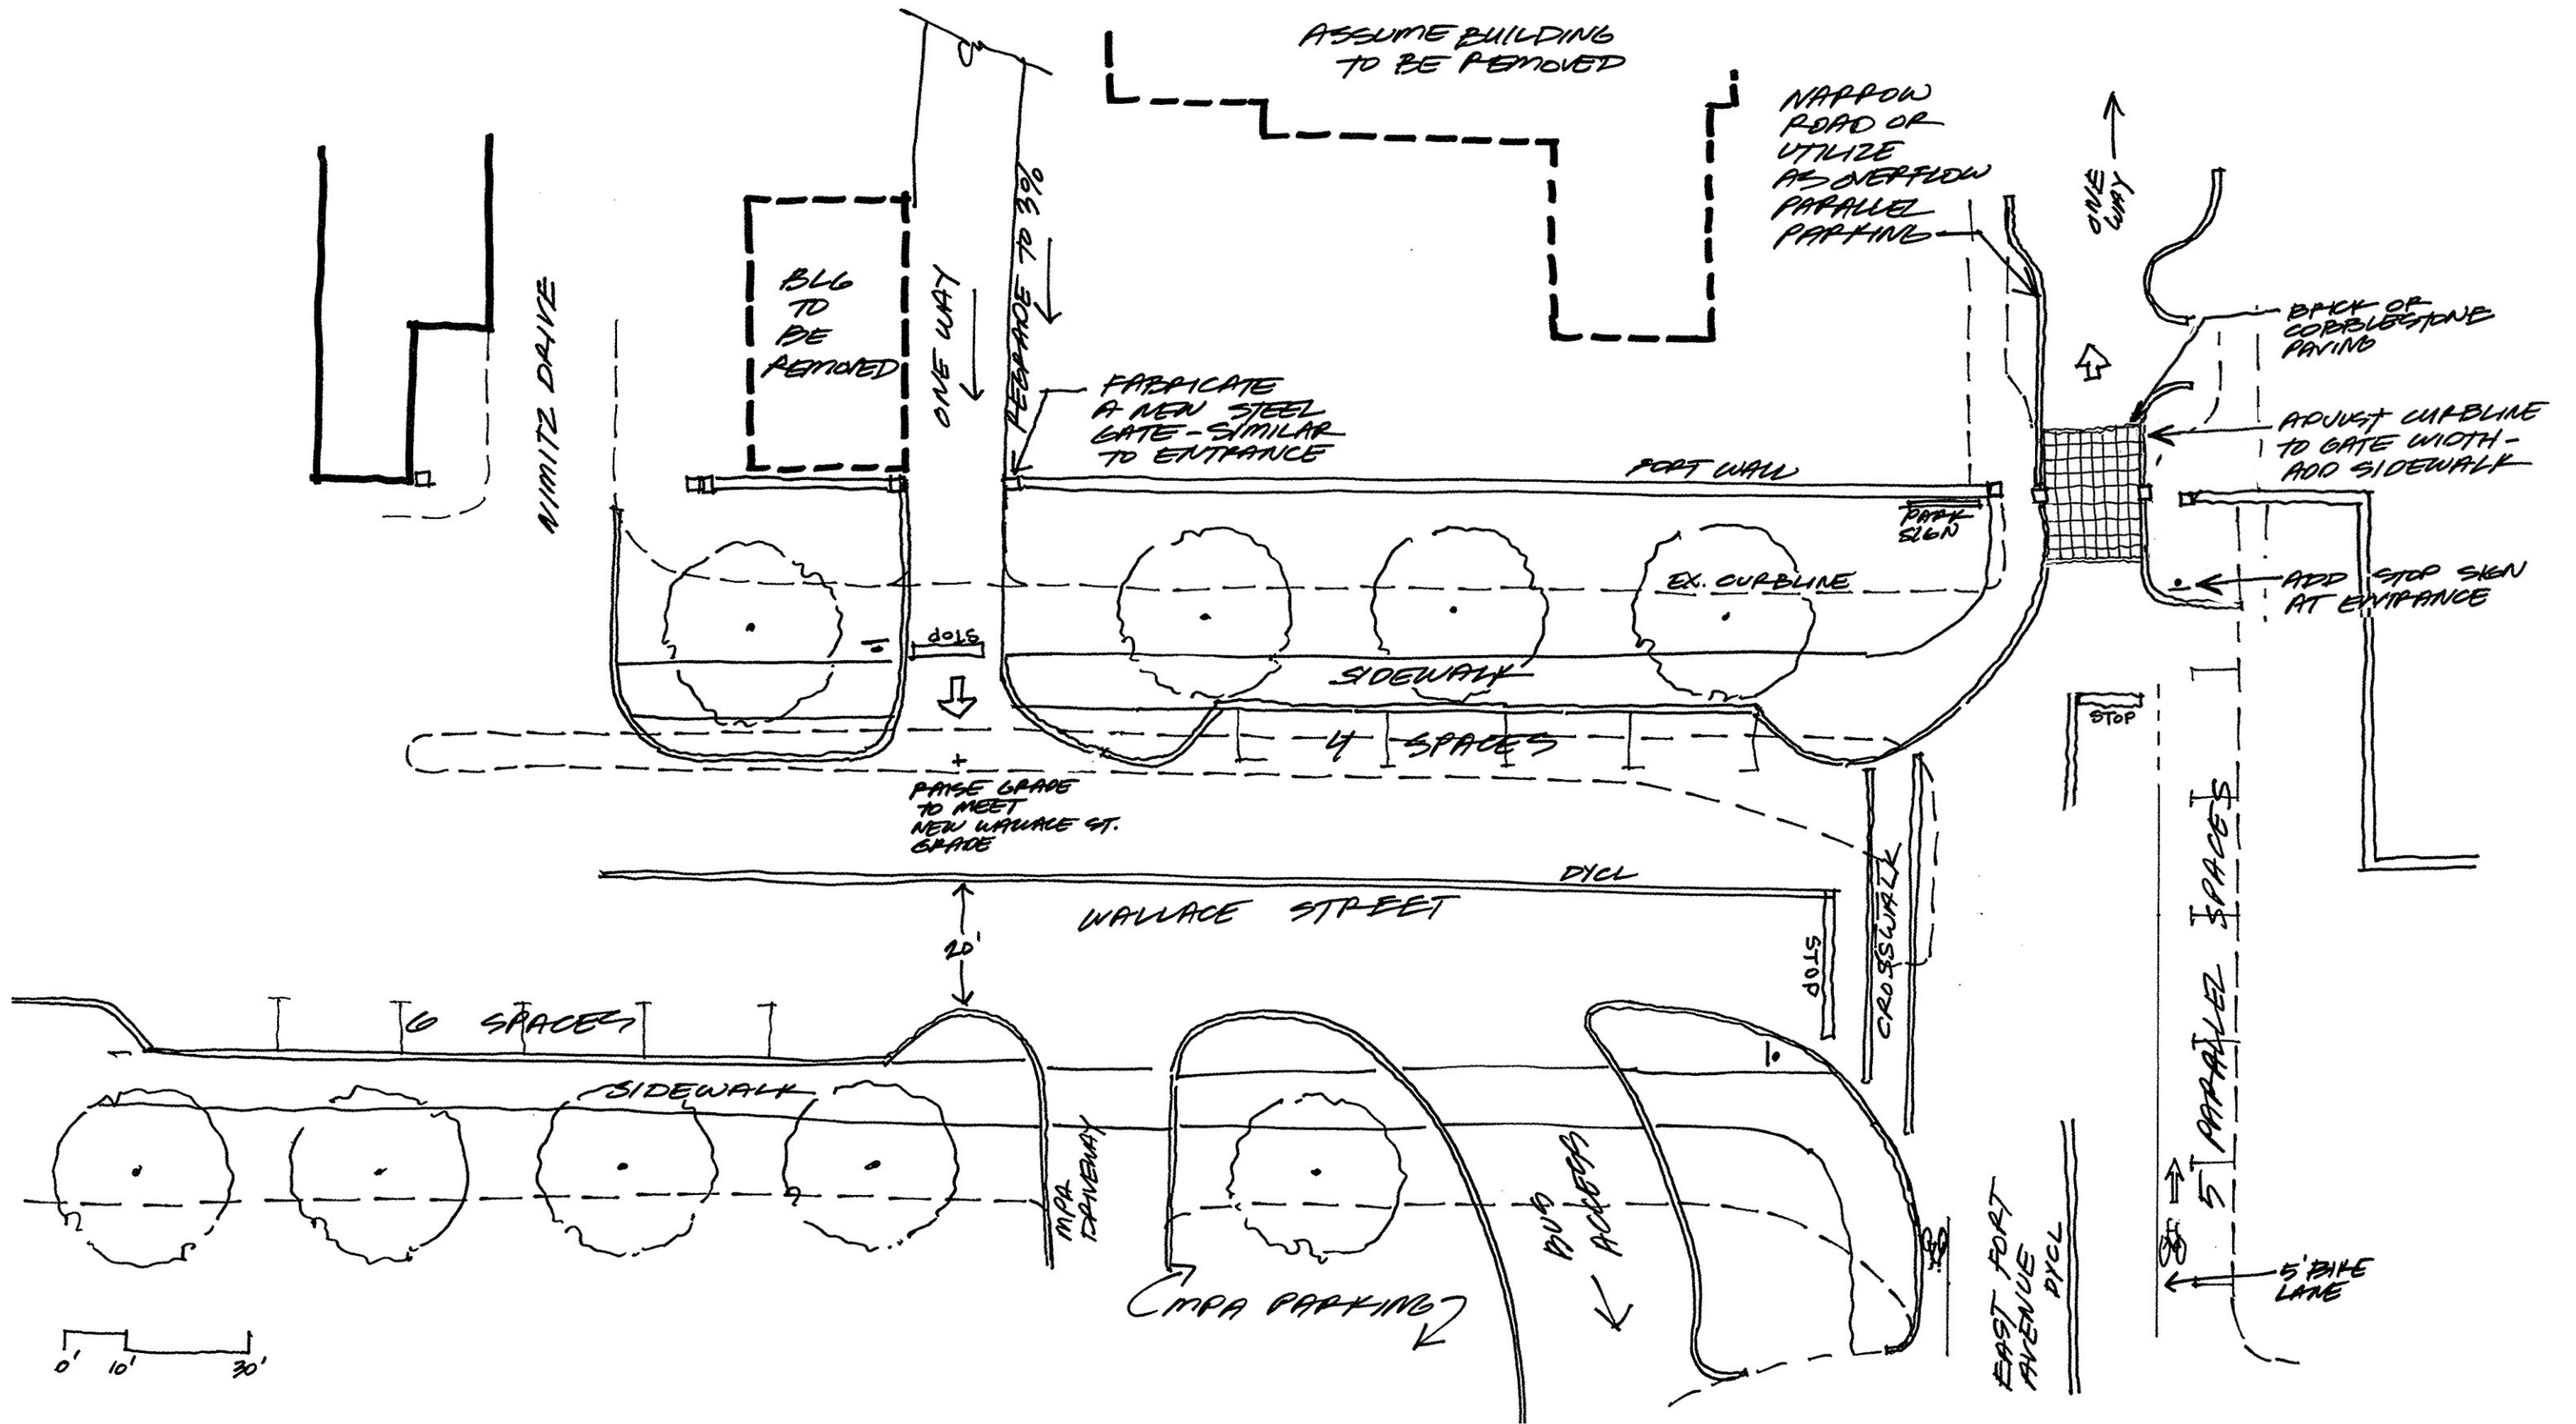 ASSUME BUILDING
TO BE REMOVED
NARROW
ROAD OR
UTILIZE
AS OVERFLOW
PARALLEL
PARKING
ONE
WAY
NIMITZ DRIVE
BLG
TO
BE
REMOVED
ONE WAY
REGRADE TO 3%
FABRICATE
A NEW STEEL
GATE - SIMILAR
TO ENTRANCE
FORT WALL
PARK
SIGN
BRICK OR
COBBLESTONE
PAVING
ADJUST CURBLINE
TO GATE WIDTH -
ADD SIDEWALK
ADD STOP SIGN
AT ENTRANCE
EX. CURBLINE
STOP
SIDEWALK
4 SPACES
STOP
RAISE GRADE
TO MEET
NEW WALLACE ST.
GRADE
DYCL
WALLACE STREET
20'
STOP
CROSSWALK
5 PARALLEL SPACES
6 SPACES
SIDEWALK
MPA
DRIVEWAY
BUS
ACCESS
MPA PARKING
EAST FORT
AVENUE
DYCL
5' BIKE
LANE
0' 10' 30'